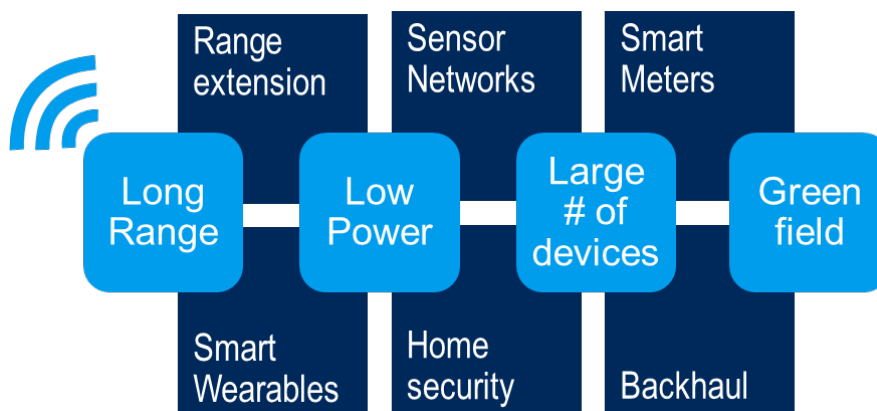 Range
extension
Sensor
Networks
Smart
Meters
Long
Range
Low
Power
Large
# of
devices
Green
field
Smart
Wearables
Home
security
Backhaul